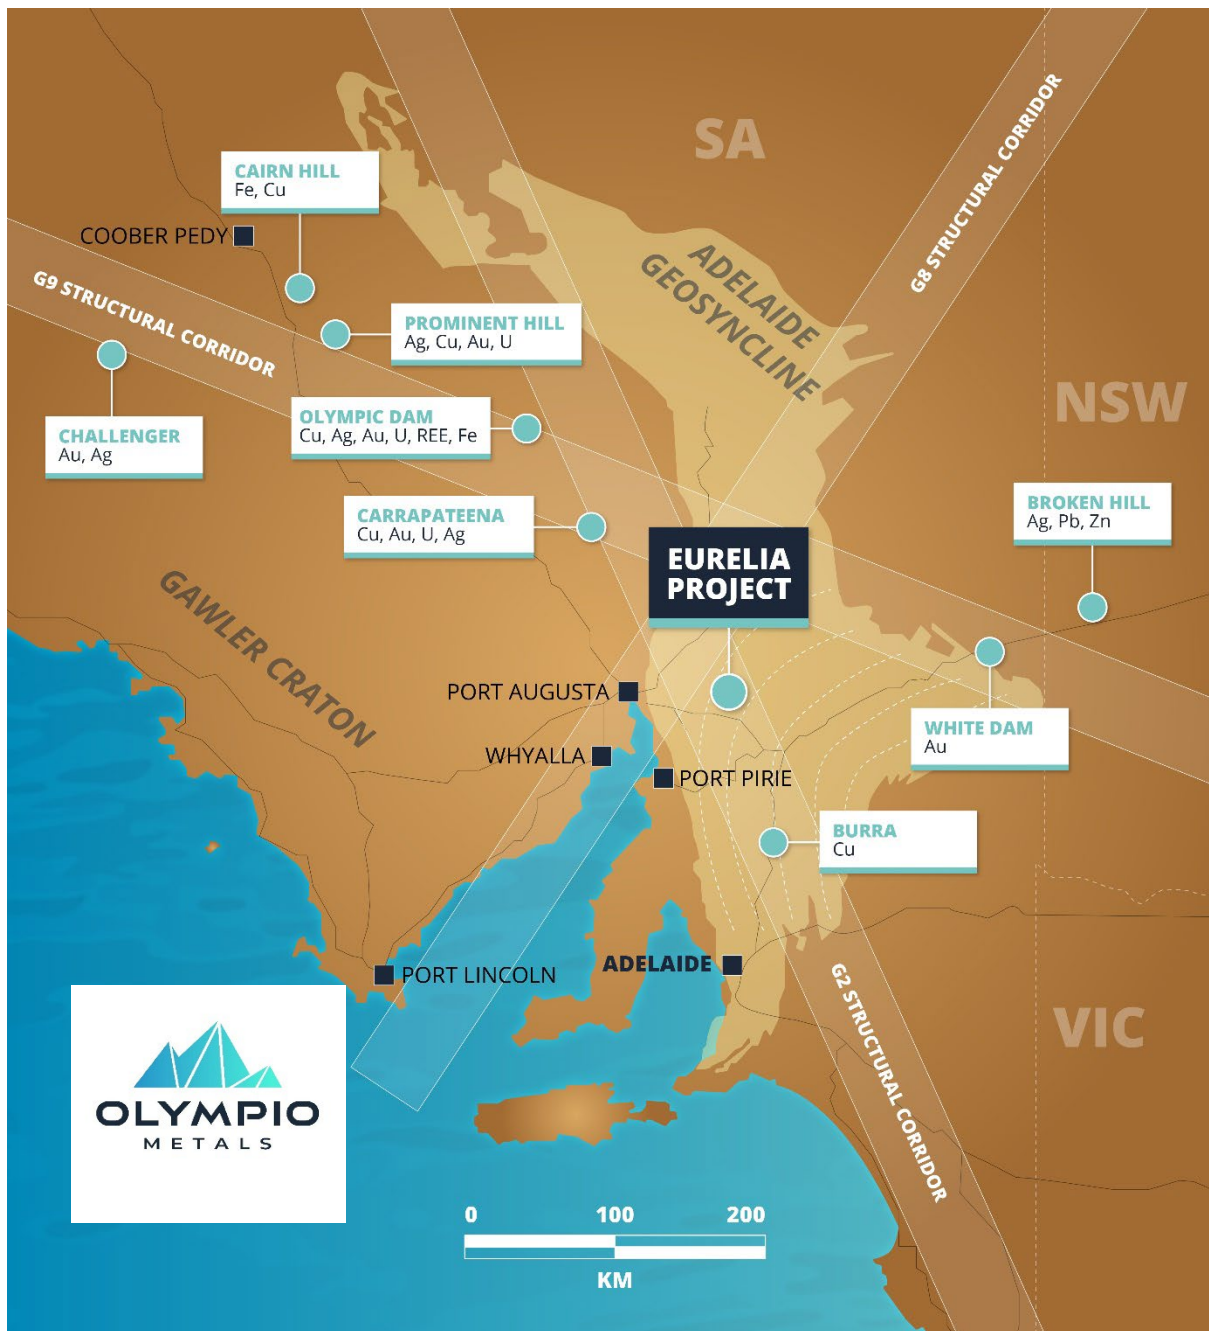 SA
CAIRN HILL
Fe, Cu
COOBER PEDY
G9 STRUCTURAL CORRIDOR
G8 STRUCTURAL CORRIDOR
ADELAIDE
GEOSYNCLINE
PROMINENT HILL
Ag, Cu, Au, U
CHALLENGER
Au, Ag
OLYMPIC DAM
Cu, Ag, Au, U, REE, Fe
NSW
CARRAPATEENA
Cu, Au, U, Ag
BROKEN HILL
Ag, Pb, Zn
EURELIA
PROJECT
GAWLER CRATON
PORT AUGUSTA
WHITE DAM
Au
WHYALLA
PORT PIRIE
BURRA
Cu
ADELAIDE
PORT LINCOLN
G2 STRUCTURAL CORRIDOR
VIC
OLYMPIO
METALS
0 100 200
KM